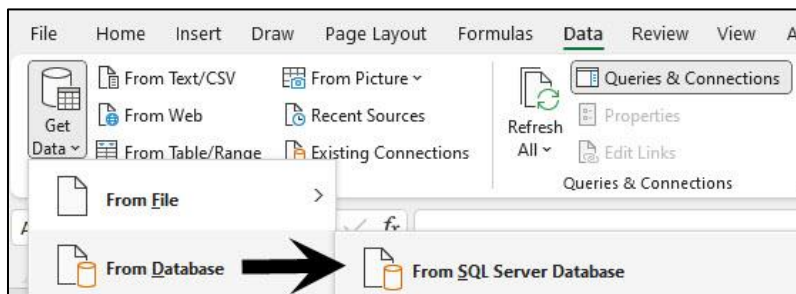 File Home Insert Draw Page Layout Formulas Data Review View
From Text/CSV From Picture
From Web Recent Sources
Get Data
From Table/Range Existing Connections
Refresh All
Queries & Connections
Properties
Edit Links
Queries & Connections
From File
fx
From Database From SQL Server Database